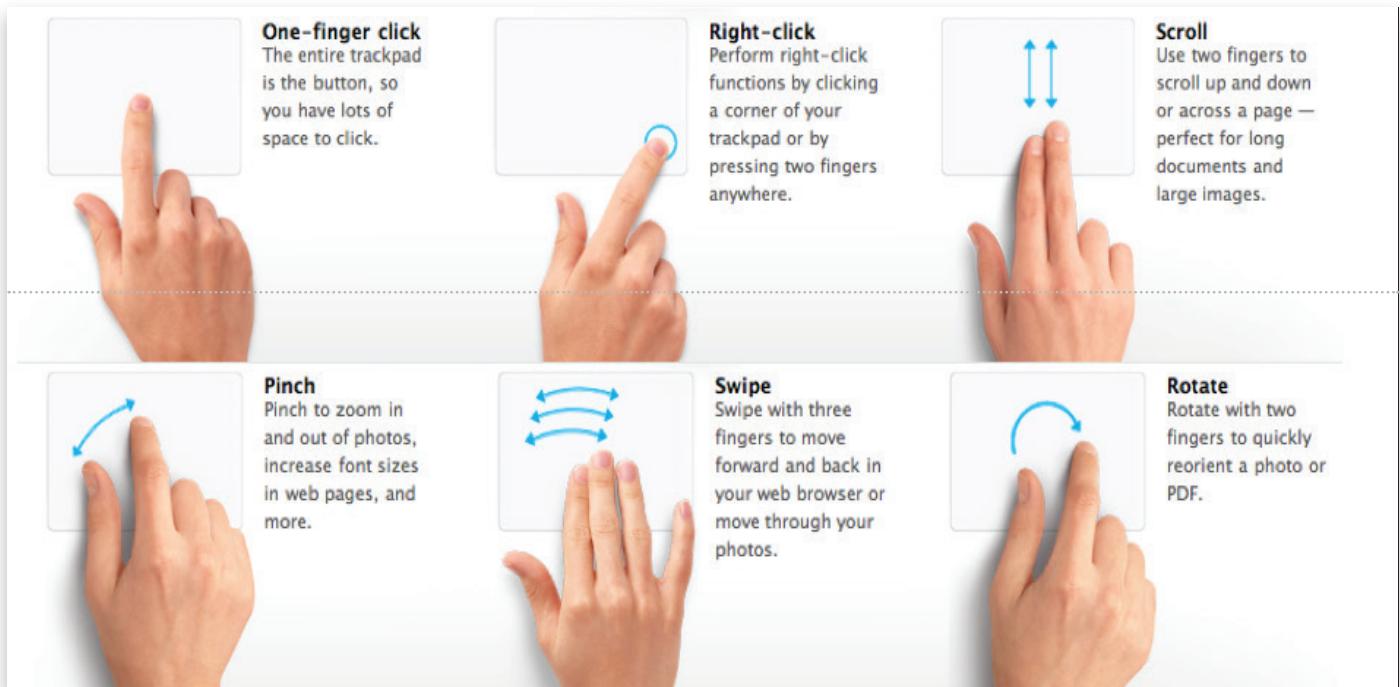 One-finger click
The entire trackpad
is the button, so
you have lots of
space to click.
Right-click
Perform right-click
functions by clicking
a corner of your
trackpad or by
pressing two fingers
anywhere.
Scroll
Use two fingers to
scroll up and down
or across a page —
perfect for long
documents and
large images.
Pinch
Pinch to zoom in
and out of photos,
increase font sizes
in web pages, and
more.
Swipe
Swipe with three
fingers to move
forward and back in
your web browser or
move through your
photos.
Rotate
Rotate with two
fingers to quickly
reorient a photo or
PDF.